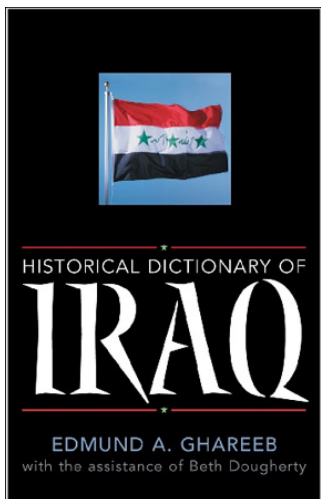 HISTORICAL DICTIONARY OF
IRAQ
EDMUND A. GHAREEB
with the assistance of Beth Dougherty